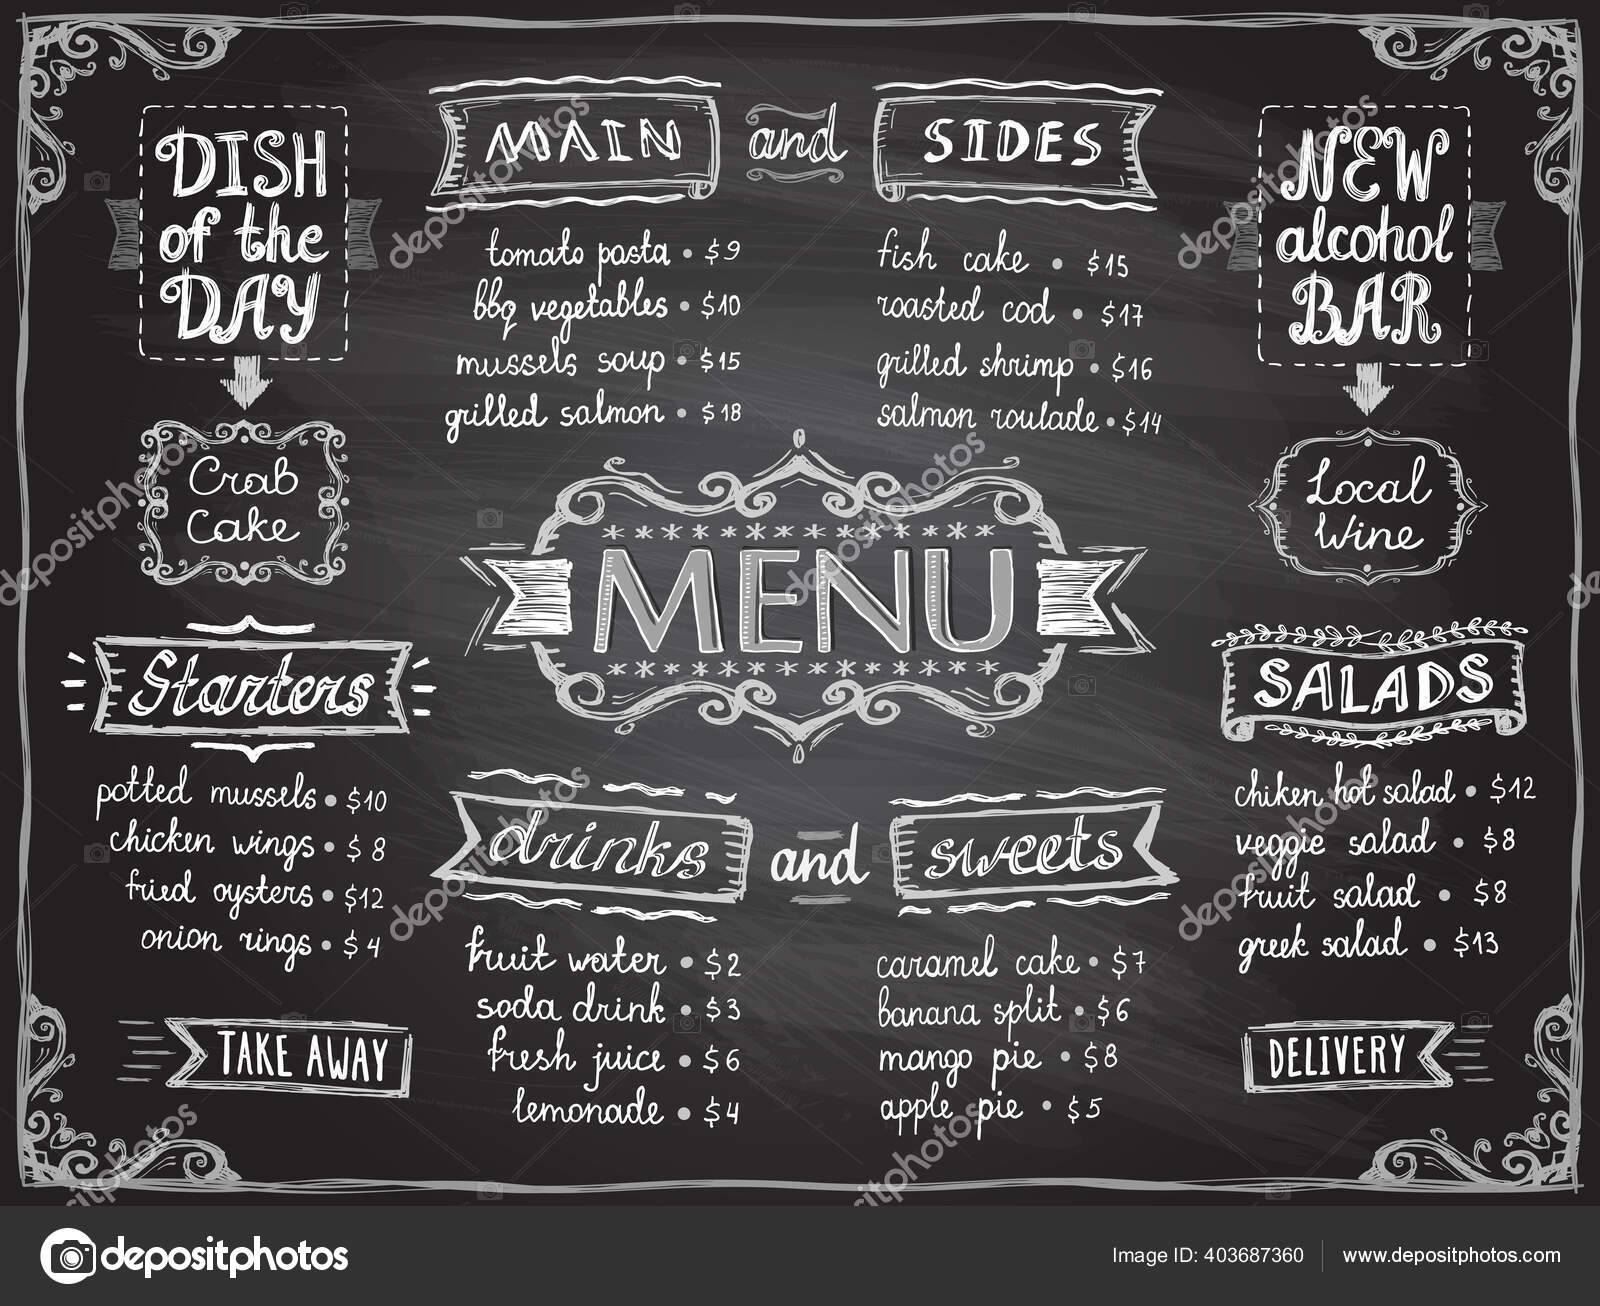 DISH
of the
DAY
Crab
Cake
MAIN and SIDES
tomato pasta • $9
bbq vegetables • $10
mussels soup • $15
grilled salmon • $18
fish cake • $15
roasted cod • $17
grilled shrimp • $16
salmon roulade • $14
NEW
alcohol
BAR
Local
Wine
MENU
Starters
potted mussels • $10
chicken wings • $8
fried oysters • $12
onion rings • $4
TAKE AWAY
drinks and sweets
fruit water • $2
soda drink • $3
fresh juice • $6
lemonade • $4
caramel cake • $7
banana split • $6
mango pie • $8
apple pie • $5
SALADS
chiken hot salad • $12
veggie salad • $8
fruit salad • $8
greek salad • $13
DELIVERY
depositphotos
Image ID: 403687360
www.depositphotos.com